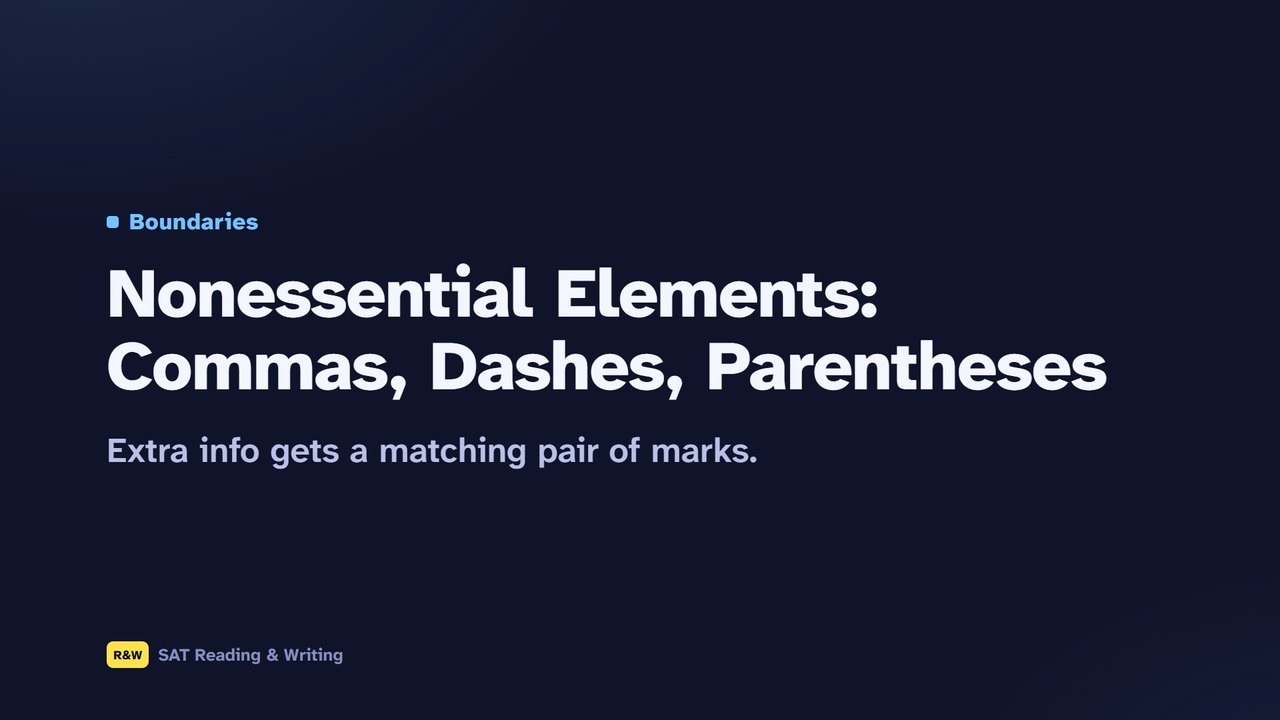 Boundaries
Nonessential Elements:
Commas, Dashes, Parentheses
Extra info gets a matching pair of marks.
R&W SAT Reading & Writing